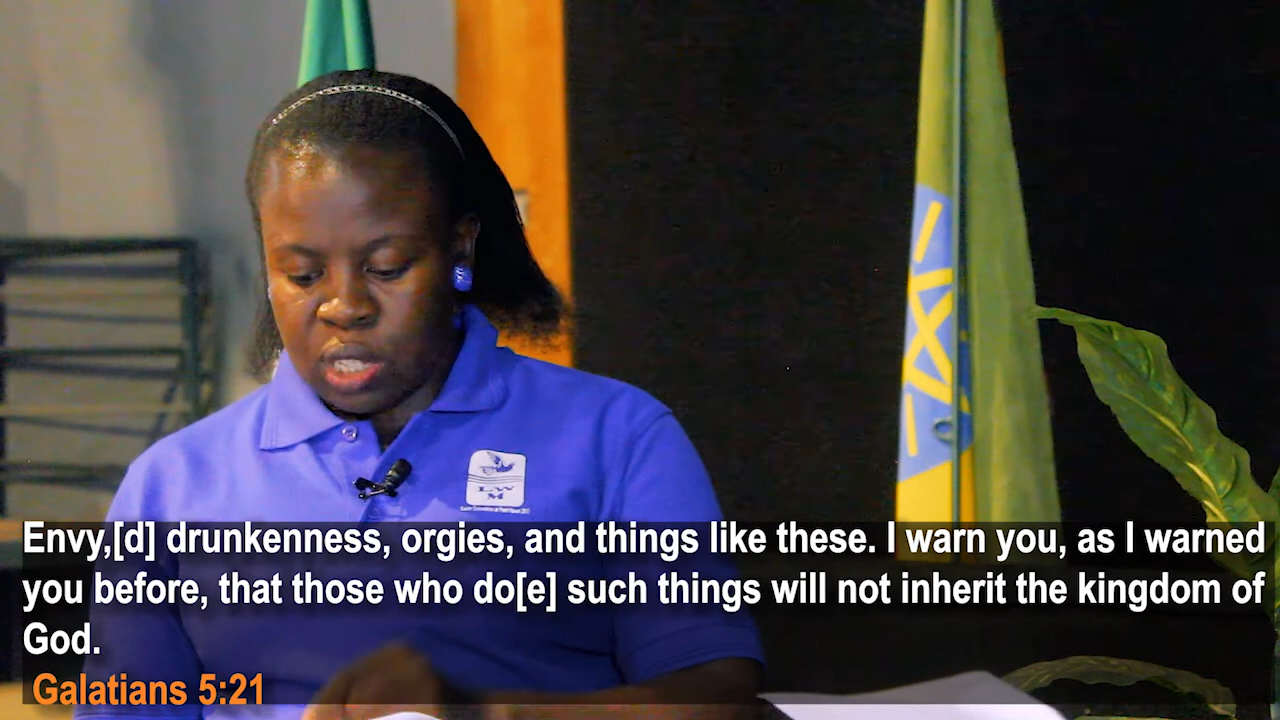 LW
M
Envy,[d] drunkenness, orgies, and things like these. I warn you, as I warned
you before, that those who do[e] such things will not inherit the kingdom of
God.
Galatians 5:21